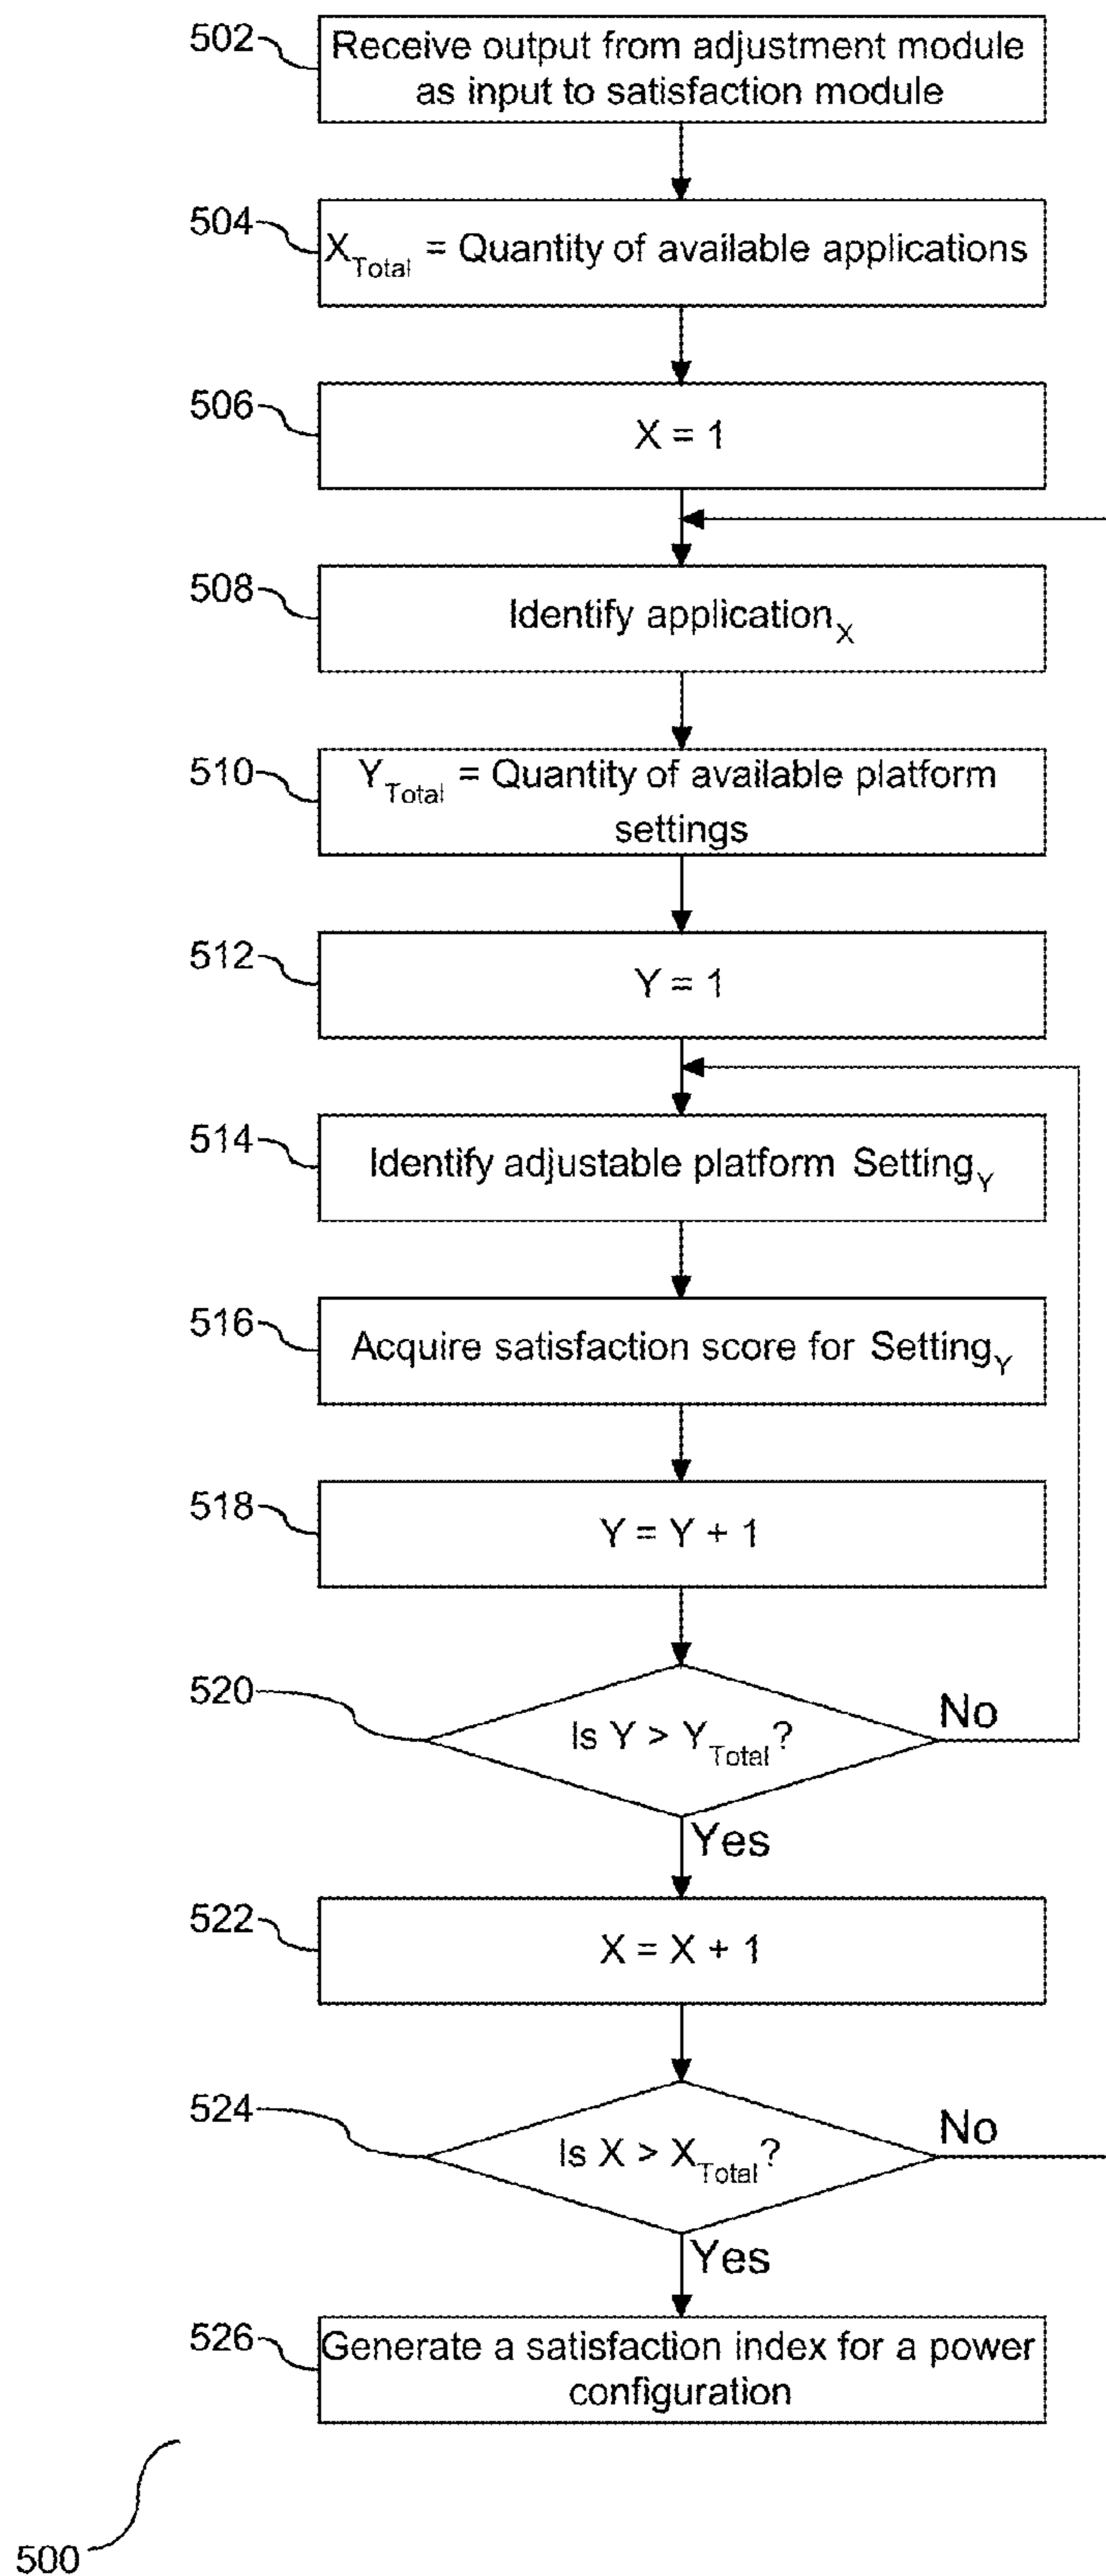 502
Receive output from adjustment module
as input to satisfaction module
504
XTotal = Quantity of available applications
506
X = 1
508
Identify applicationX
510
YTotal = Quantity of available platform
settings
512
Y = 1
514
Identify adjustable platform SettingY
516
Acquire satisfaction score for SettingY
518
Y = Y + 1
520
Is Y > YTotal?
No
Yes
522
X = X + 1
524
Is X > XTotal?
No
Yes
526
Generate a satisfaction index for a power
configuration
500